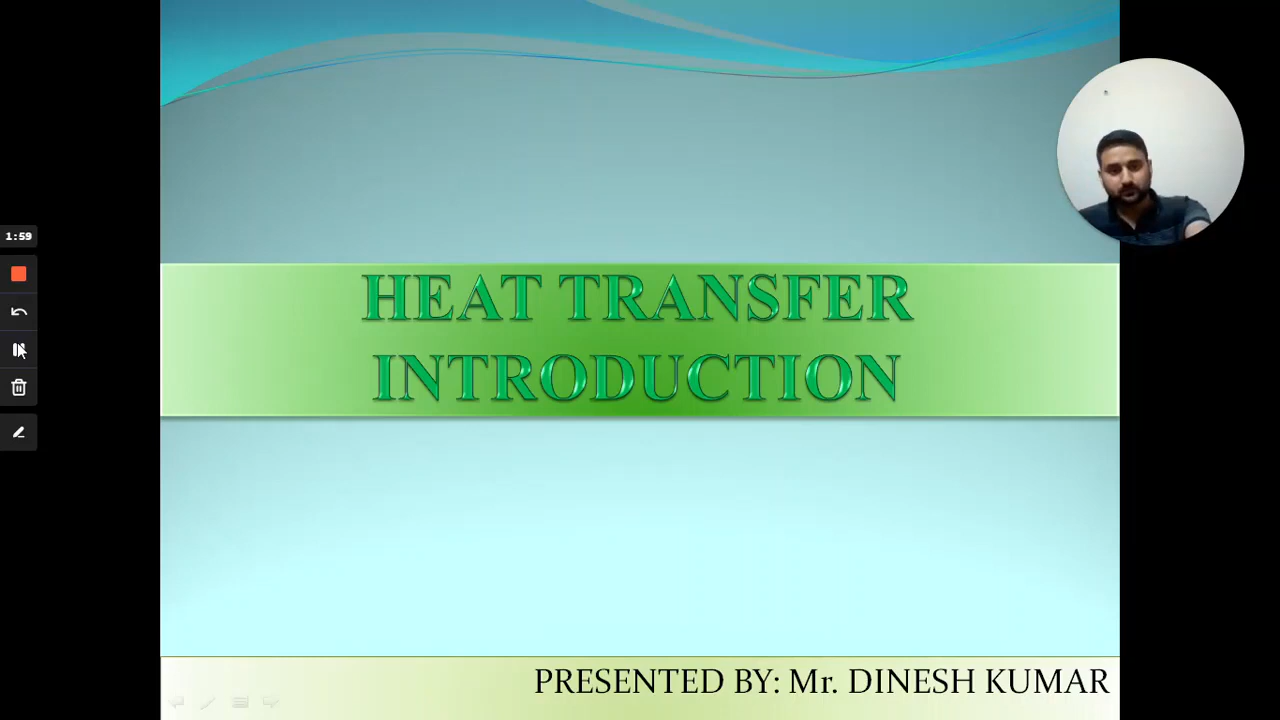 1:59
HEAT TRANSFER
INTRODUCTION
PRESENTED BY: Mr. DINESH KUMAR